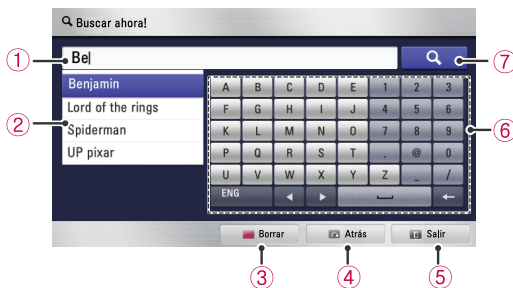 Buscar ahora!
① Be ⑦
Benjamin
Lord of the rings
② Spiderman
UP pixar
A B C D E 1 2 3
F G H I J 4 5 6
K L M N O 7 8 9 ⑥
P Q R S T . @ 0
U V W X Y Z _ /
ENG ◄ ► ⎵ ←
Borrar Atrás Salir
③ ④ ⑤